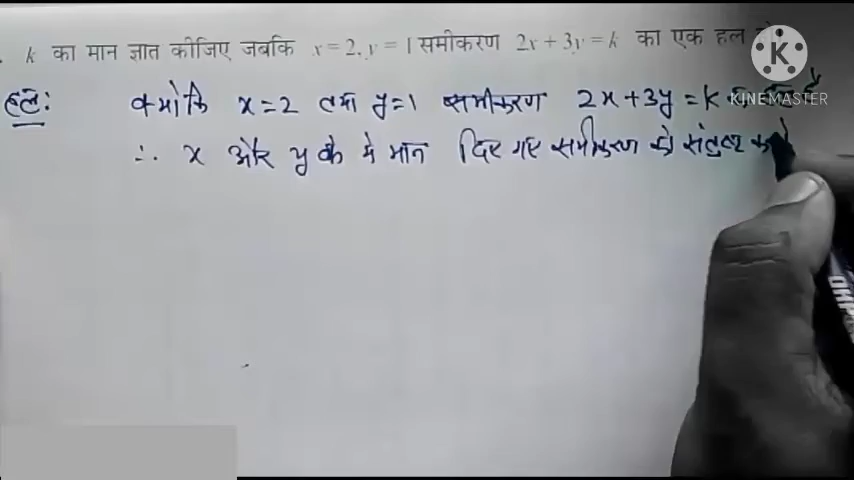 k का मान ज्ञात कीजिए जबकि x = 2, y = 1 समीकरण 2x + 3y = k का एक हल
KINEMASTER
हल:
क्योकि x = 2 तथा y = 1 समीकरण 2x + 3y = k
∴ x और y के ये मान दिए गए समीकरण को संतुष्ट